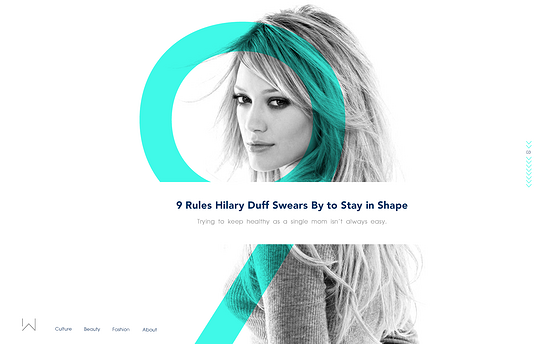 9 Rules Hilary Duff Swears By to Stay in Shape
Trying to keep healthy as a single mom isn't always easy.
08
W
Culture Beauty Fashion About